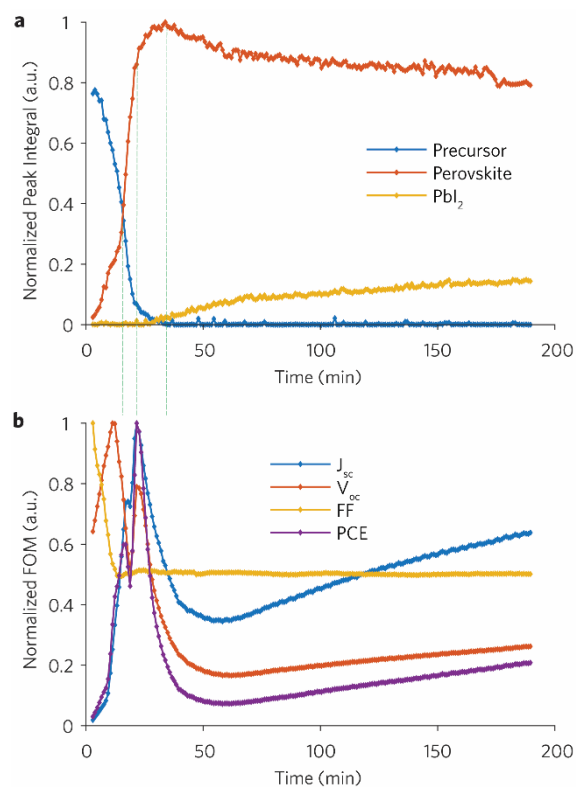 a
Normalized Peak Integral (a.u.)
1
0.8
0.6
0.4
0.2
0
Precursor
Perovskite
PbI₂
0 50 100 150 200
Time (min)
b
Normalized FOM (a.u.)
1
0.8
0.6
0.4
0.2
0
Jsc
Voc
FF
PCE
0 50 100 150 200
Time (min)